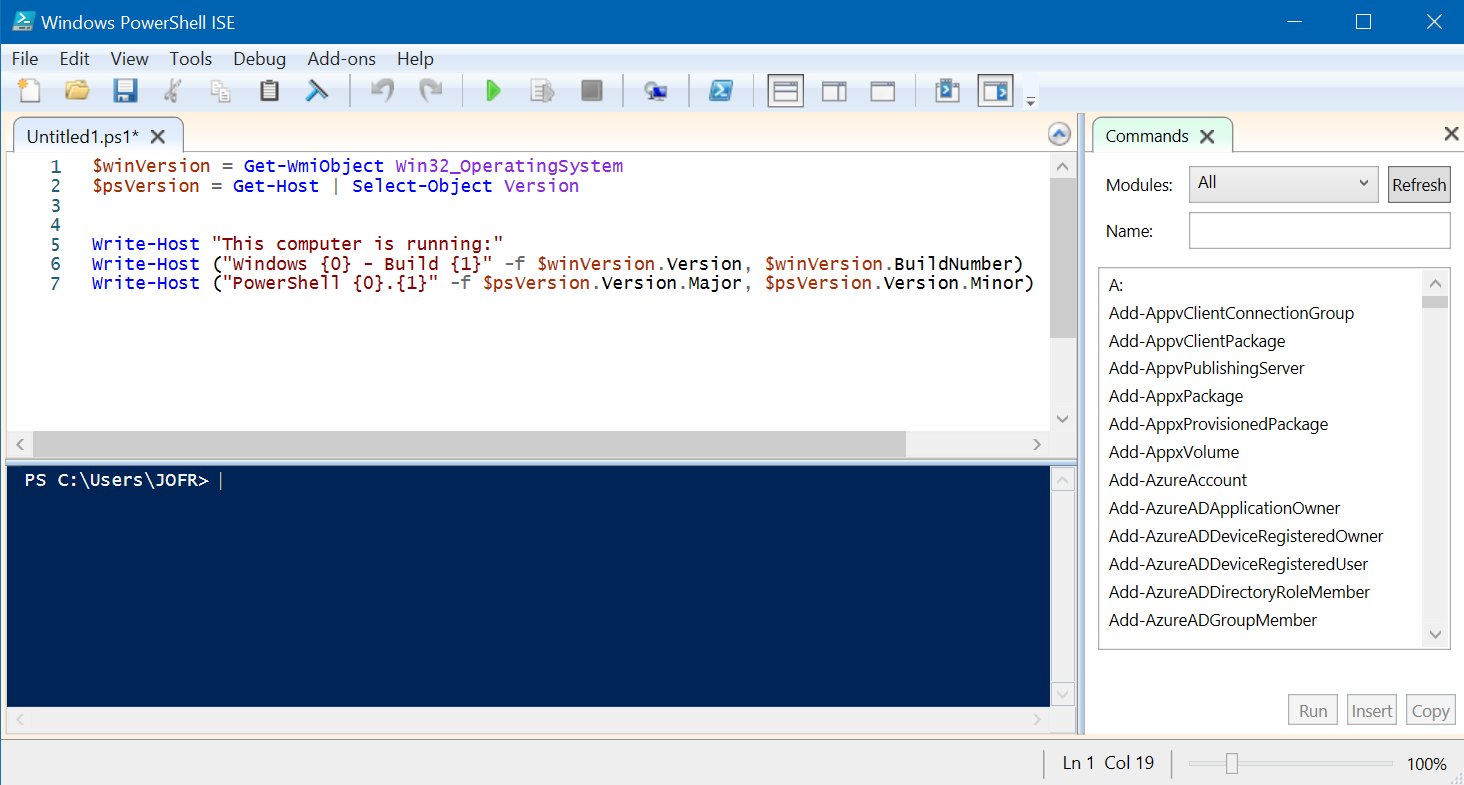 Windows PowerShell ISE
File Edit View Tools Debug Add-ons Help
Untitled1.ps1*
1 $winVersion = Get-WmiObject Win32_OperatingSystem
2 $psVersion = Get-Host | Select-Object Version
3
4
5 Write-Host "This computer is running:"
6 Write-Host ("Windows {0} - Build {1}" -f $winVersion.Version, $winVersion.BuildNumber)
7 Write-Host ("PowerShell {0}.{1}" -f $psVersion.Version.Major, $psVersion.Version.Minor)
PS C:\Users\JOFR>
Commands
Modules: All Refresh
Name:
A:
Add-AppvClientConnectionGroup
Add-AppvClientPackage
Add-AppvPublishingServer
Add-AppxPackage
Add-AppxProvisionedPackage
Add-AppxVolume
Add-AzureAccount
Add-AzureADApplicationOwner
Add-AzureADDeviceRegisteredOwner
Add-AzureADDeviceRegisteredUser
Add-AzureADDirectoryRoleMember
Add-AzureADGroupMember
Run Insert Copy
Ln 1 Col 19 100%